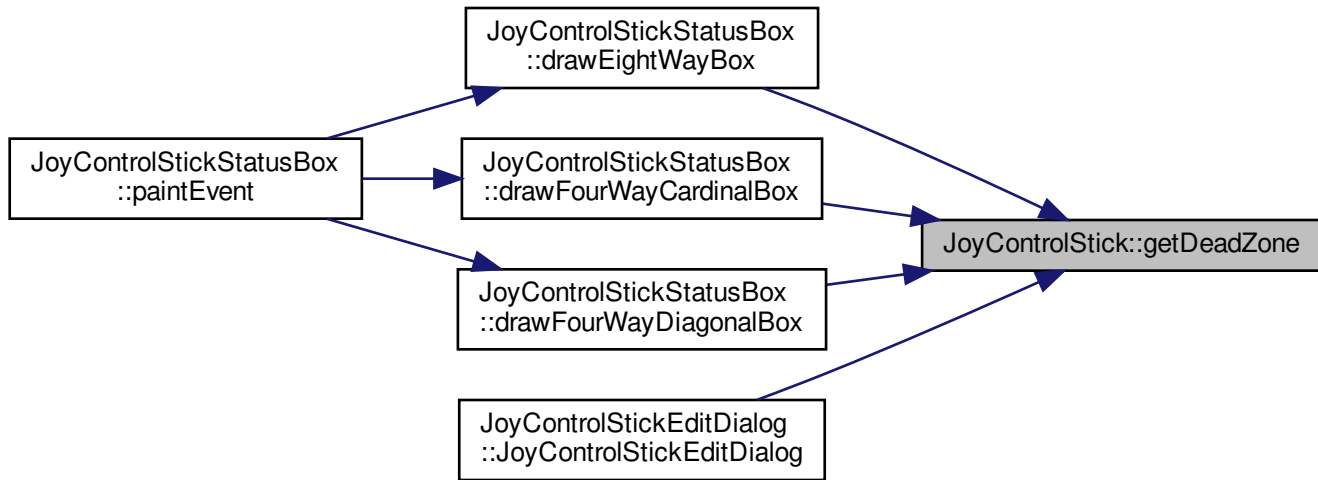 JoyControlStickStatusBox
::paintEvent
JoyControlStickStatusBox
::drawEightWayBox
JoyControlStickStatusBox
::drawFourWayCardinalBox
JoyControlStickStatusBox
::drawFourWayDiagonalBox
JoyControlStickEditDialog
::JoyControlStickEditDialog
JoyControlStick::getDeadZone